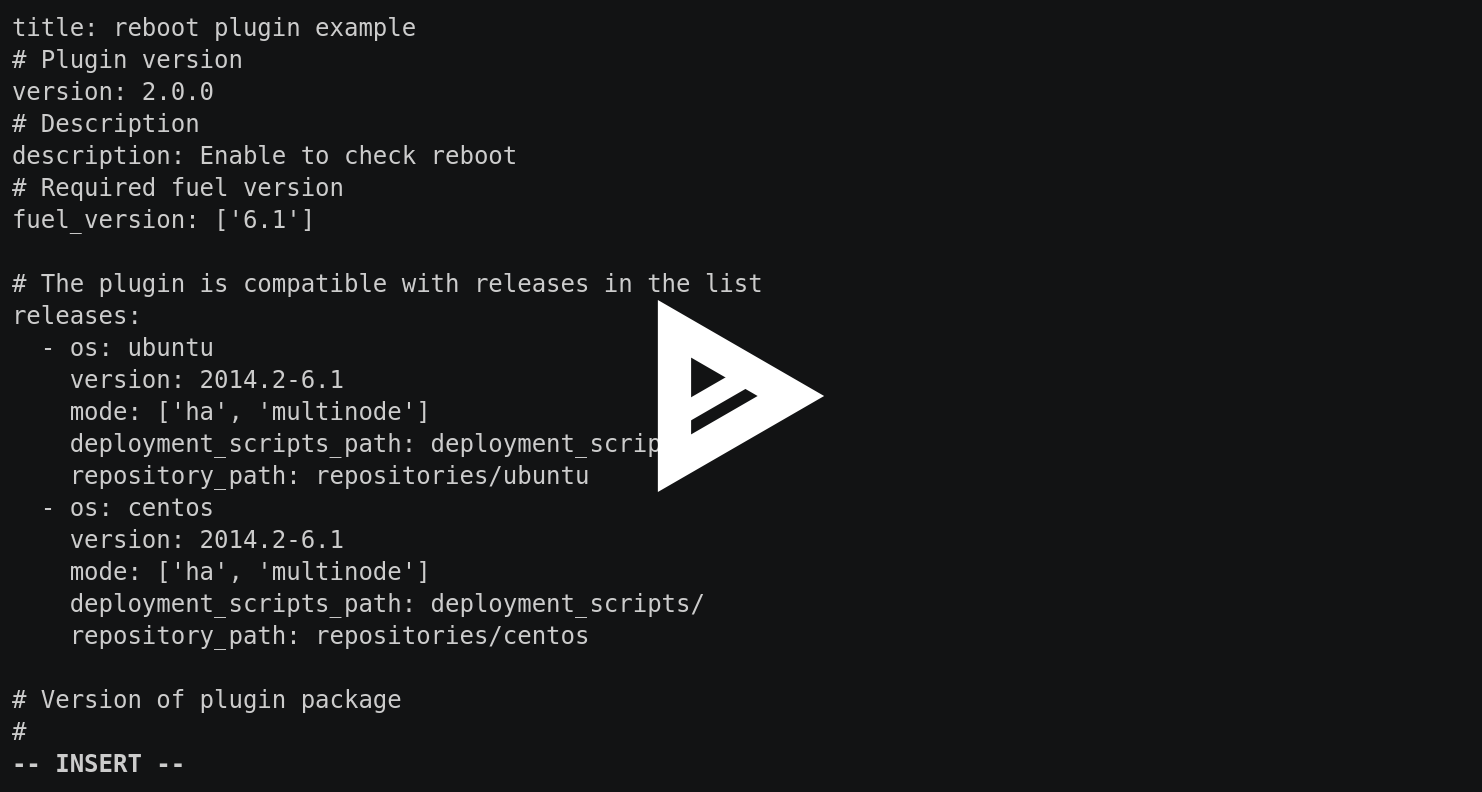 title: reboot plugin example
# Plugin version
version: 2.0.0
# Description
description: Enable to check reboot
# Required fuel version
fuel_version: ['6.1']

# The plugin is compatible with releases in the list
releases:
  - os: ubuntu
    version: 2014.2-6.1
    mode: ['ha', 'multinode']
    deployment_scripts_path: deployment_scrip
    repository_path: repositories/ubuntu
  - os: centos
    version: 2014.2-6.1
    mode: ['ha', 'multinode']
    deployment_scripts_path: deployment_scripts/
    repository_path: repositories/centos

# Version of plugin package
#
-- INSERT --